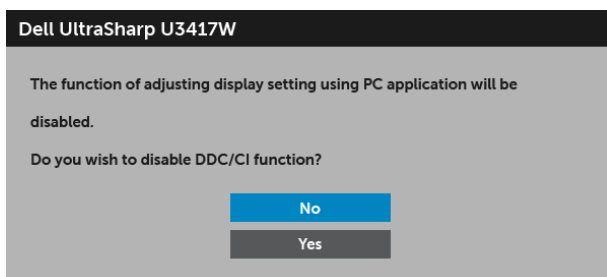 Dell UltraSharp U3417W
The function of adjusting display setting using PC application will be
disabled.
Do you wish to disable DDC/CI function?
No
Yes